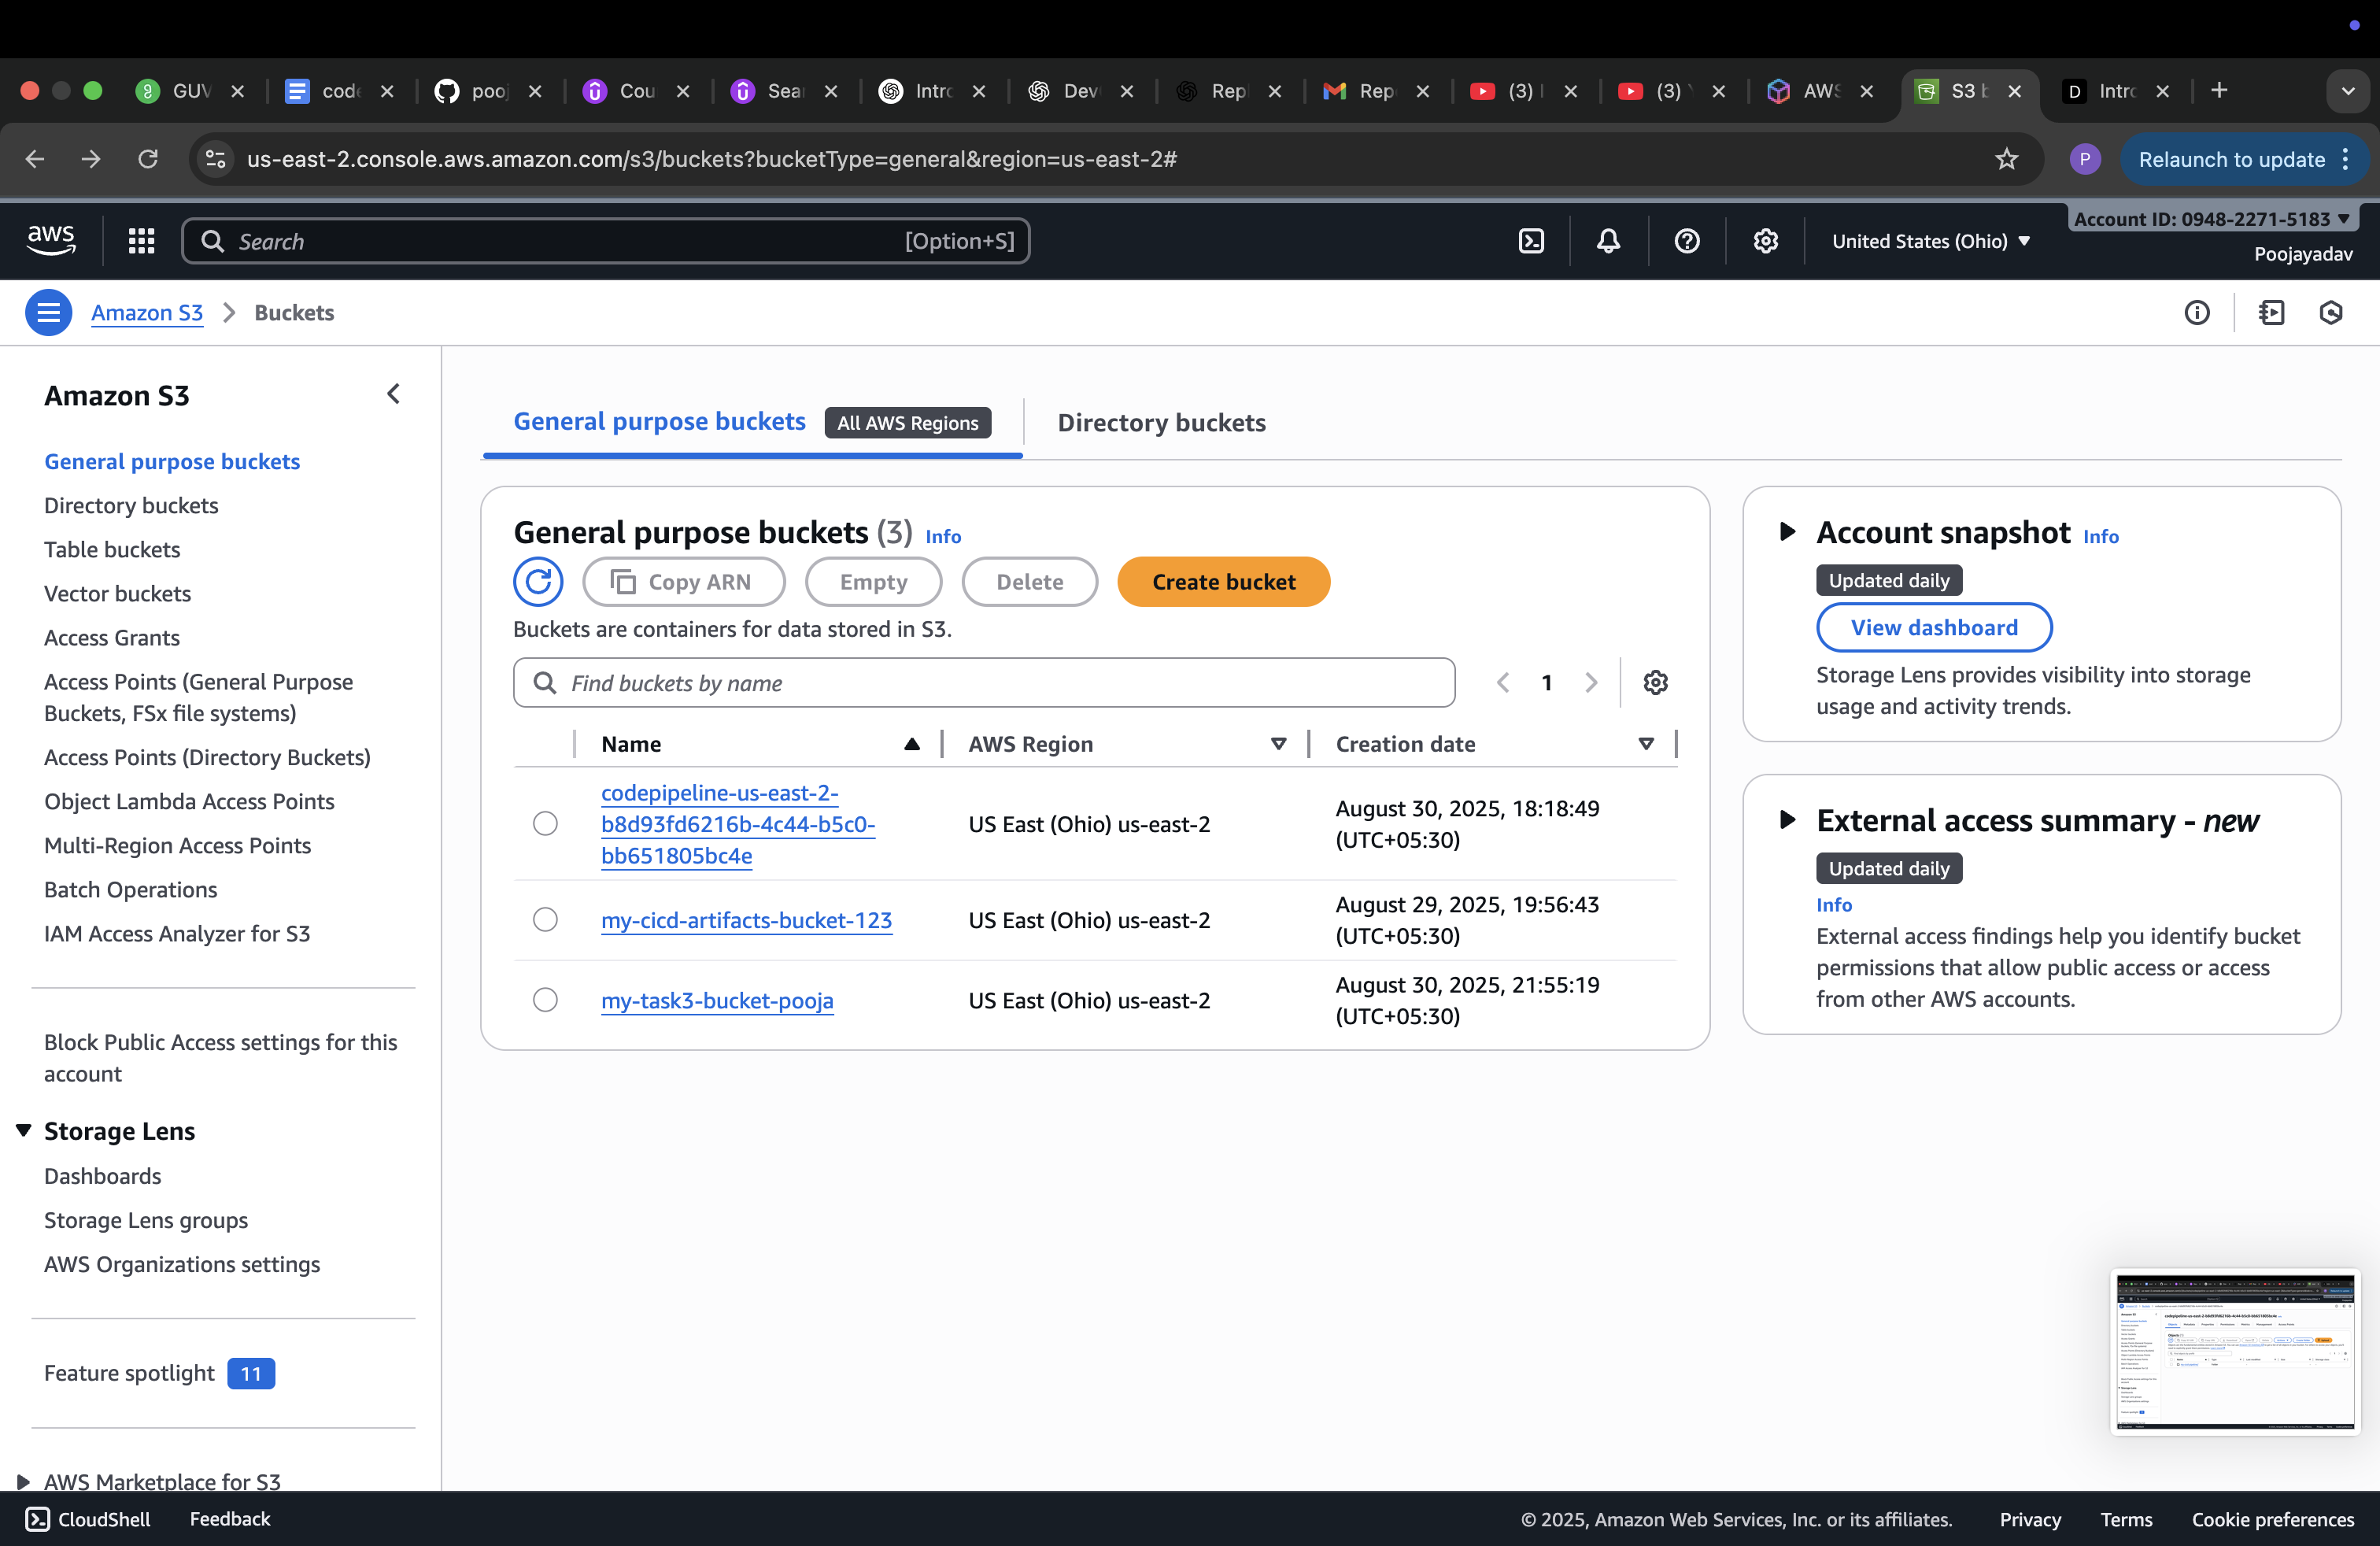 GUV
code
pooj
Cou
Sear
Intro
Dev
Rep
Rep
(3)
(3)
AWS
S3 b
Intro
us-east-2.console.aws.amazon.com/s3/buckets?bucketType=general&region=us-east-2#
P
Relaunch to update
aws
Search
[Option+S]
United States (Ohio)
Account ID: 0948-2271-5183
Poojayadav
Amazon S3
Buckets
Amazon S3
General purpose buckets
Directory buckets
Table buckets
Vector buckets
Access Grants
Access Points (General Purpose
Buckets, FSx file systems)
Access Points (Directory Buckets)
Object Lambda Access Points
Multi-Region Access Points
Batch Operations
IAM Access Analyzer for S3
Block Public Access settings for this
account
Storage Lens
Dashboards
Storage Lens groups
AWS Organizations settings
Feature spotlight 11
AWS Marketplace for S3
General purpose buckets All AWS Regions
Directory buckets
General purpose buckets (3) Info
Copy ARN
Empty
Delete
Create bucket
Buckets are containers for data stored in S3.
Find buckets by name
1
Name
AWS Region
Creation date
codepipeline-us-east-2-
b8d93fd6216b-4c44-b5c0-
bb651805bc4e
US East (Ohio) us-east-2
August 30, 2025, 18:18:49
(UTC+05:30)
my-cicd-artifacts-bucket-123
US East (Ohio) us-east-2
August 29, 2025, 19:56:43
(UTC+05:30)
my-task3-bucket-pooja
US East (Ohio) us-east-2
August 30, 2025, 21:55:19
(UTC+05:30)
Account snapshot Info
Updated daily
View dashboard
Storage Lens provides visibility into storage
usage and activity trends.
External access summary - new
Updated daily
Info
External access findings help you identify bucket
permissions that allow public access or access
from other AWS accounts.
CloudShell
Feedback
© 2025, Amazon Web Services, Inc. or its affiliates.
Privacy
Terms
Cookie preferences